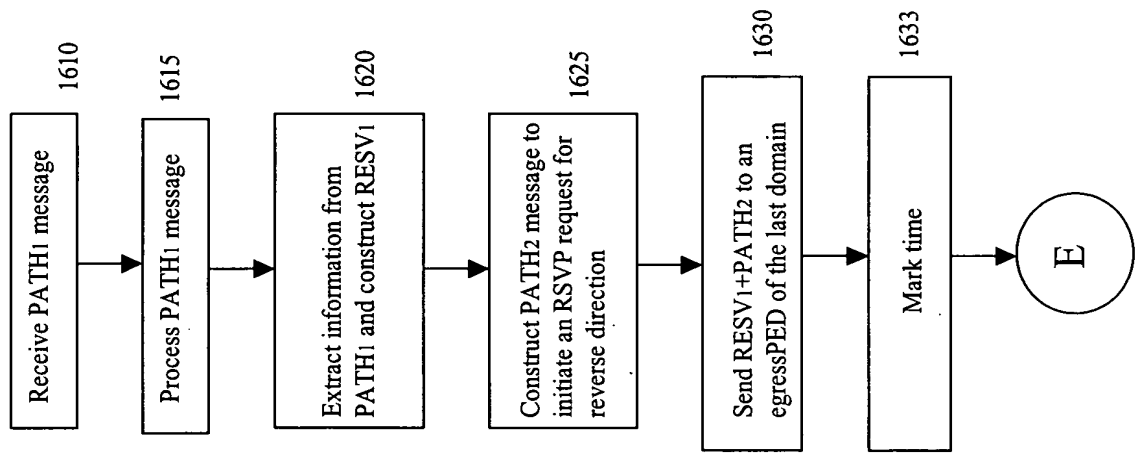 Receive PATH1 message
1610
Process PATH1 message
1615
Extract information from
PATH1 and construct RESV1
1620
Construct PATH2 message to
initiate an RSVP request for
reverse direction
1625
Send RESV1+PATH2 to an
egressPED of the last domain
1630
Mark time
1633
E